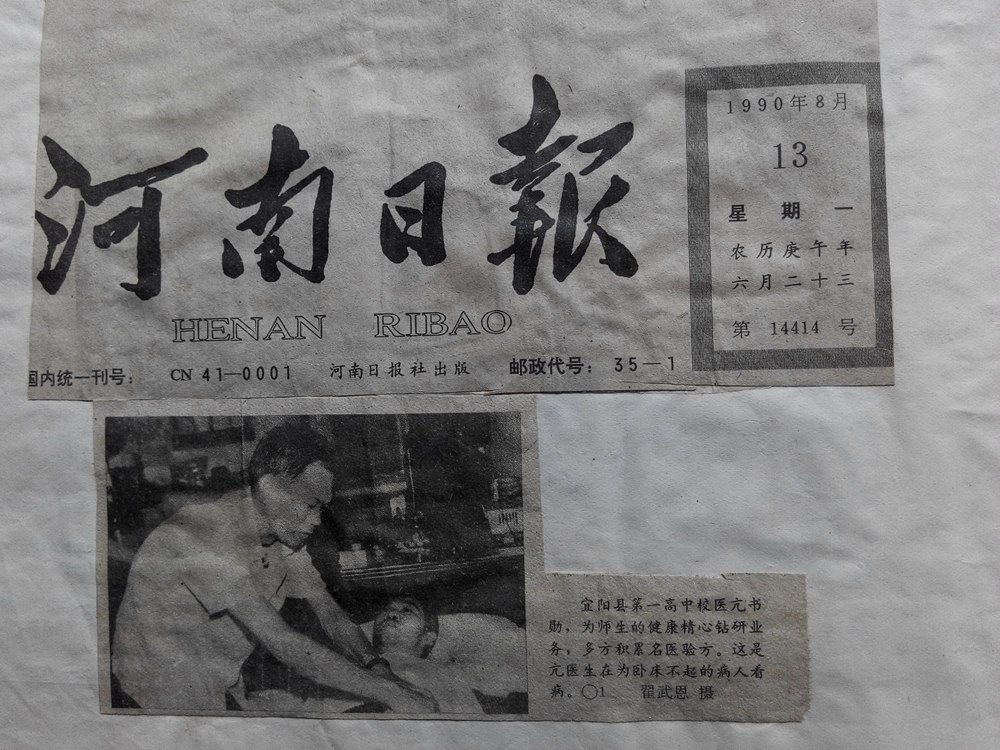 河南日報
HENAN RIBAO
国内统一刊号： CN 41—0001 河南日报社出版 邮政代号： 35—1
1990年8月
13
星期一
农历庚午年
六月二十三
第 14414 号
宜阳县第一高中校医亢书
勋，为师生的健康精心钻研业
务，多方积累名医验方。这是
亢医生在为卧床不起的病人看
病。〇1 翟武恩 摄